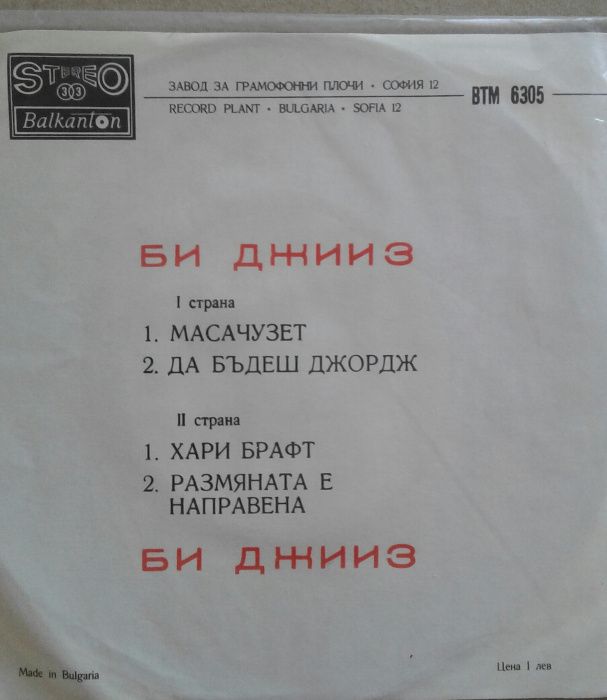 STEREO
33
Balkanton
ЗАВОД ЗА ГРАМОФОННИ ПЛОЧИ • СОФИЯ 12
RECORD PLANT • BULGARIA • SOFIA 12
ВТМ 6305
БИ ДЖИИЗ
I страна
1. МАСАЧУЗЕТ
2. ДА БЪДЕШ ДЖОРДЖ
II страна
1. ХАРИ БРАФТ
2. РАЗМЯНАТА Е
НАПРАВЕНА
БИ ДЖИИЗ
Made in Bulgaria
Цена 1 лев